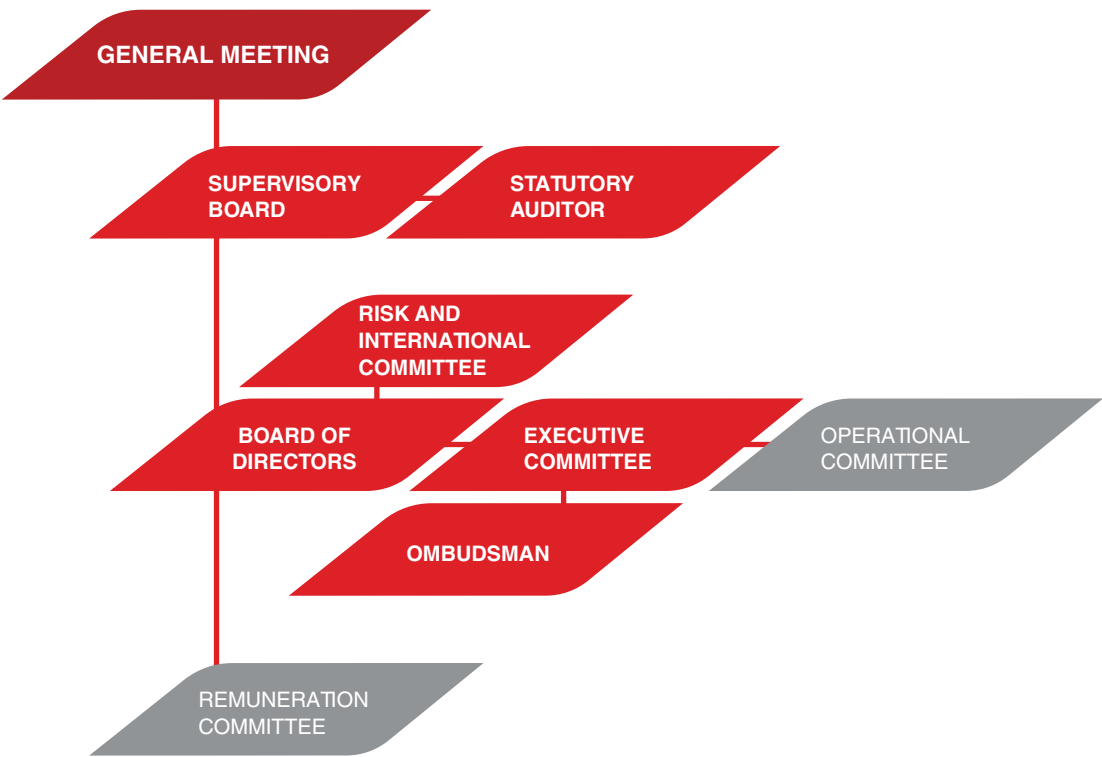 GENERAL MEETING
SUPERVISORY
BOARD
STATUTORY
AUDITOR
RISK AND
INTERNATIONAL
COMMITTEE
BOARD OF
DIRECTORS
EXECUTIVE
COMMITTEE
OPERATIONAL
COMMITTEE
OMBUDSMAN
REMUNERATION
COMMITTEE